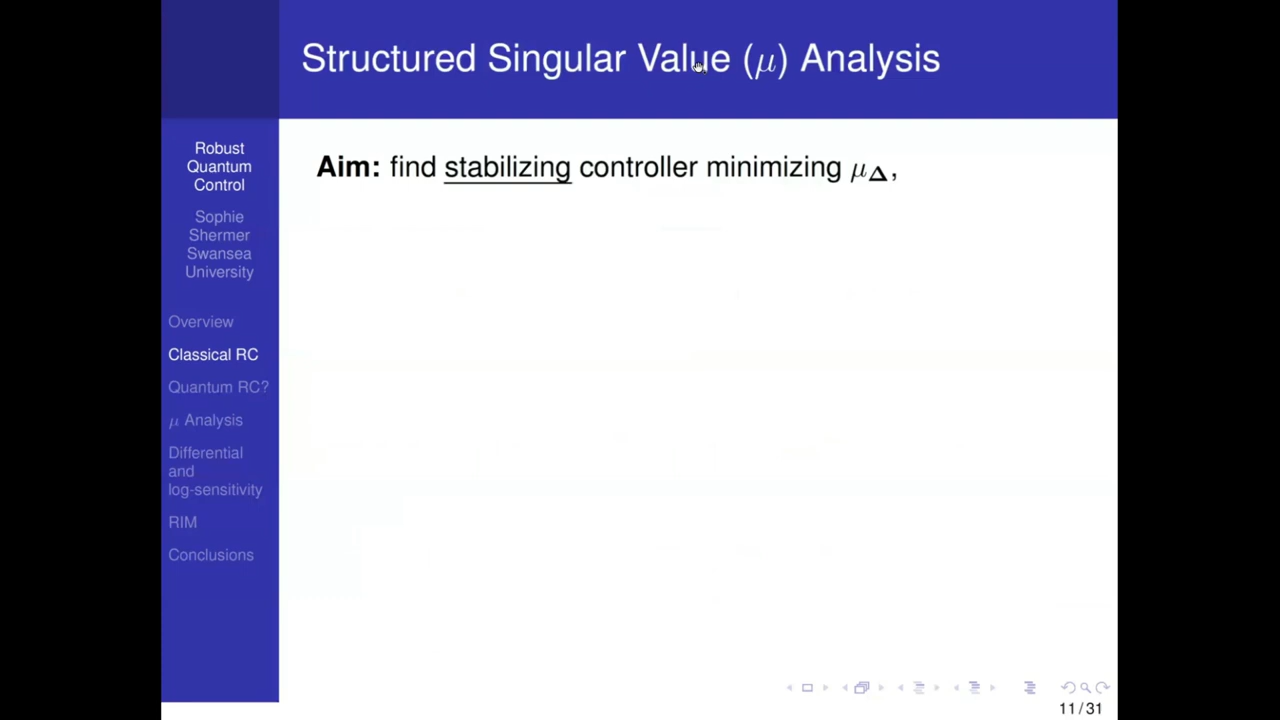 Structured Singular Value (μ) Analysis
Robust
Quantum
Control
Sophie
Shermer
Swansea
University
Overview
Classical RC
Quantum RC?
μ Analysis
Differential
and
log-sensitivity
RIM
Conclusions
Aim: find stabilizing controller minimizing μ_Δ,
11/31